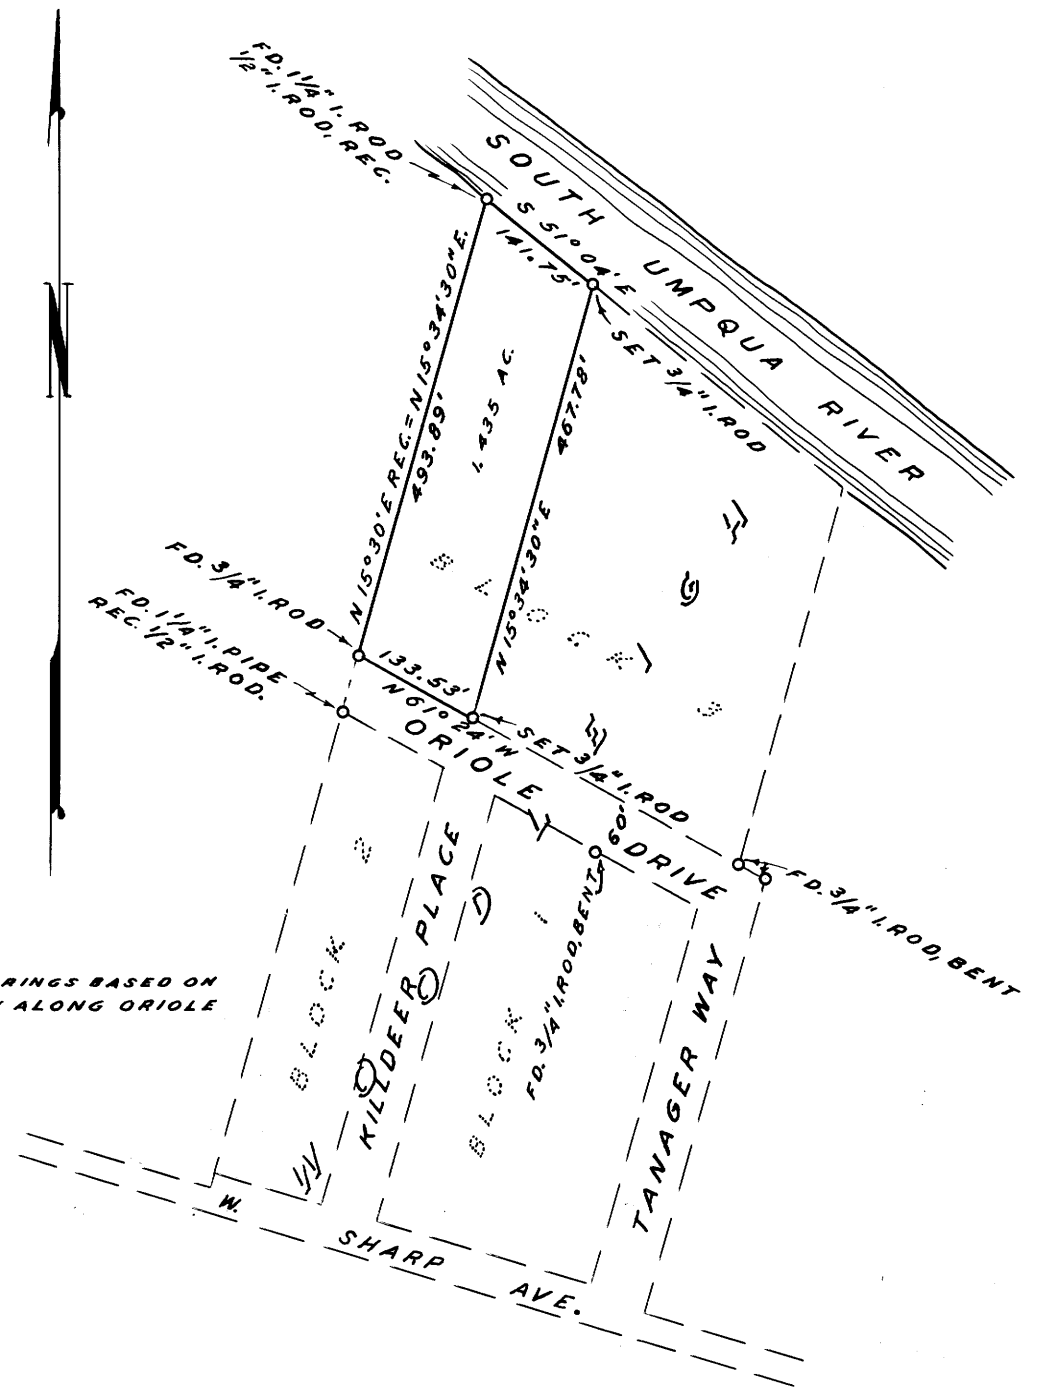 FD. 1 1/4" I. ROD
1/2" I. ROD, REC.
SOUTH UMPQUA RIVER
S 51° 04' E
141.75'
N
N 15° 30' E REC. = N 15° 34' 30" E.
493.89'
1.435 AC.
467.78'
N 15° 34' 30" E
SET 3/4" I. ROD
BLOCK 3
FD. 3/4" I. ROD
FD. 1 1/4" I. PIPE
REC. 1/2" I. ROD.
133.53'
N 61° 24' W
SET 3/4" I. ROD
ORIOLE DRIVE
60'
FD. 3/4" I. ROD, BENT
FD. 3/4" I. ROD, BENT
BLOCK 2
KILLDEER PLACE
BLOCK 1
TANAGER WAY
RINGS BASED ON
ALONG ORIOLE
W. SHARP AVE.